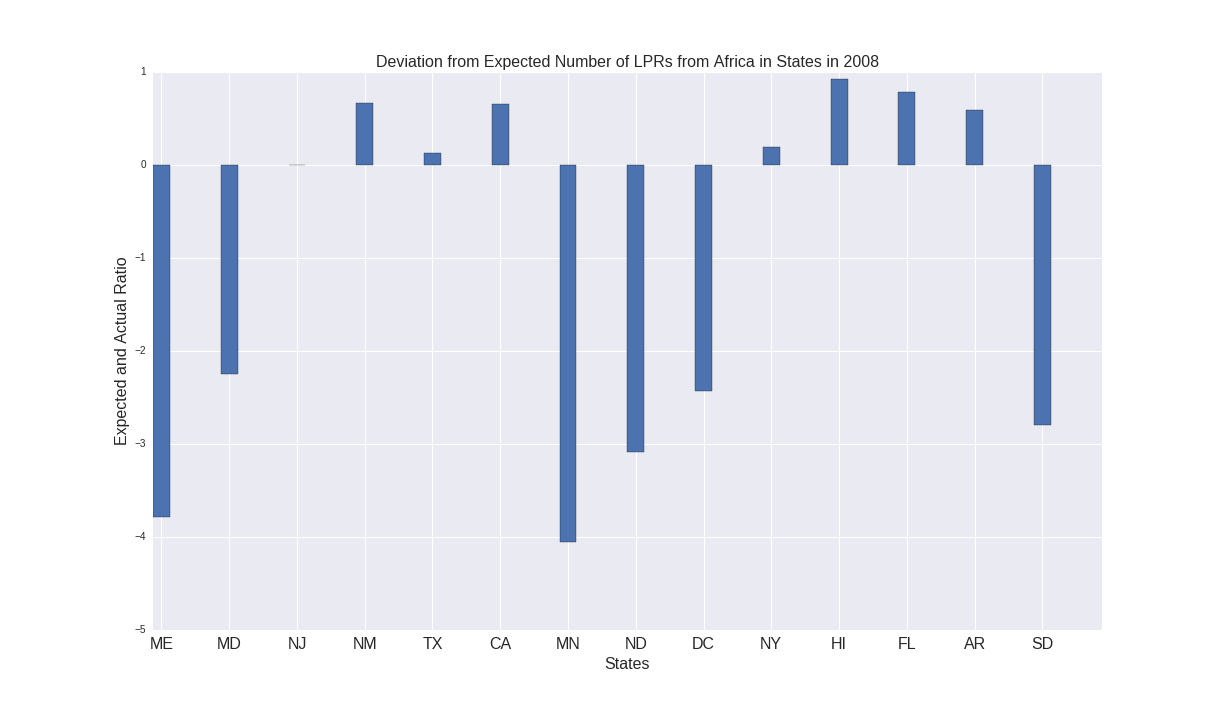 Deviation from Expected Number of LPRs from Africa in States in 2008
Expected and Actual Ratio
1
0
−1
−2
−3
−4
−5
ME MD NJ NM TX CA MN ND DC NY HI FL AR SD
States